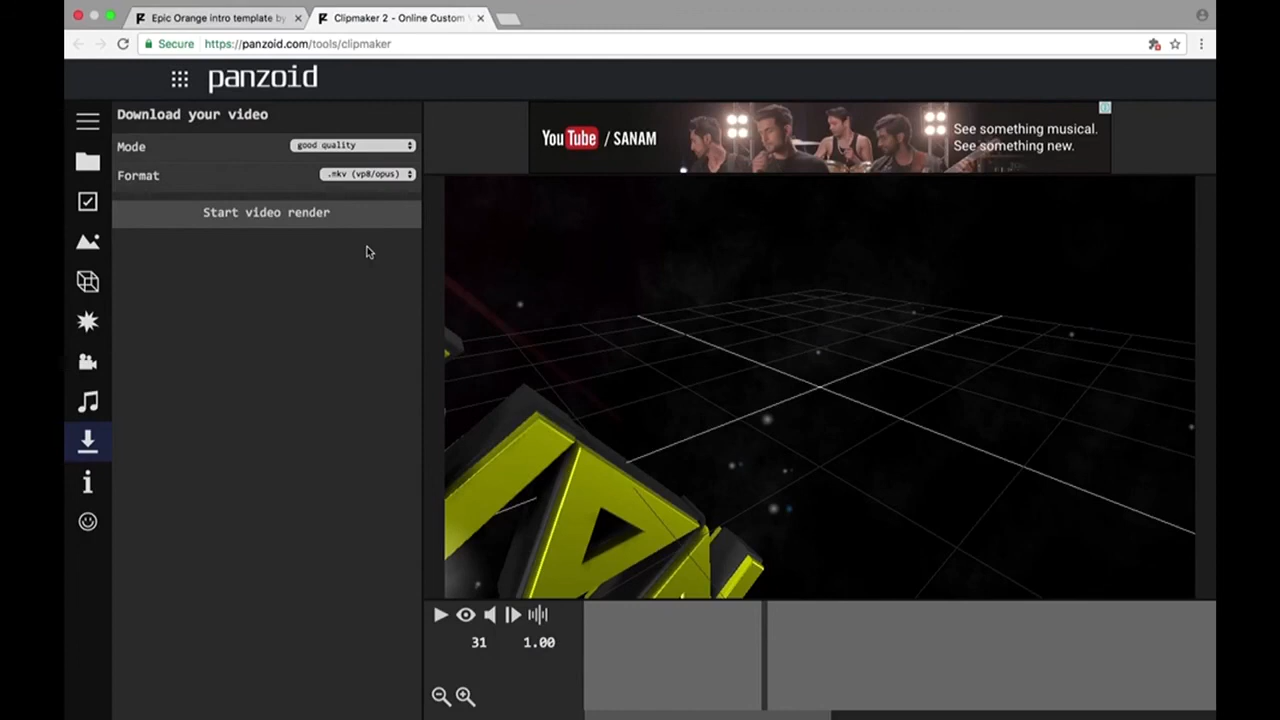 Epic Orange intro template by
Clipmaker 2 - Online Custom V
Secure
https://panzoid.com/tools/clipmaker
panzoid
Download your video
Mode
good quality
Format
.mkv (vp8/opus)
Start video render
YouTube / SANAM
See something musical.
See something new.
31
1.00